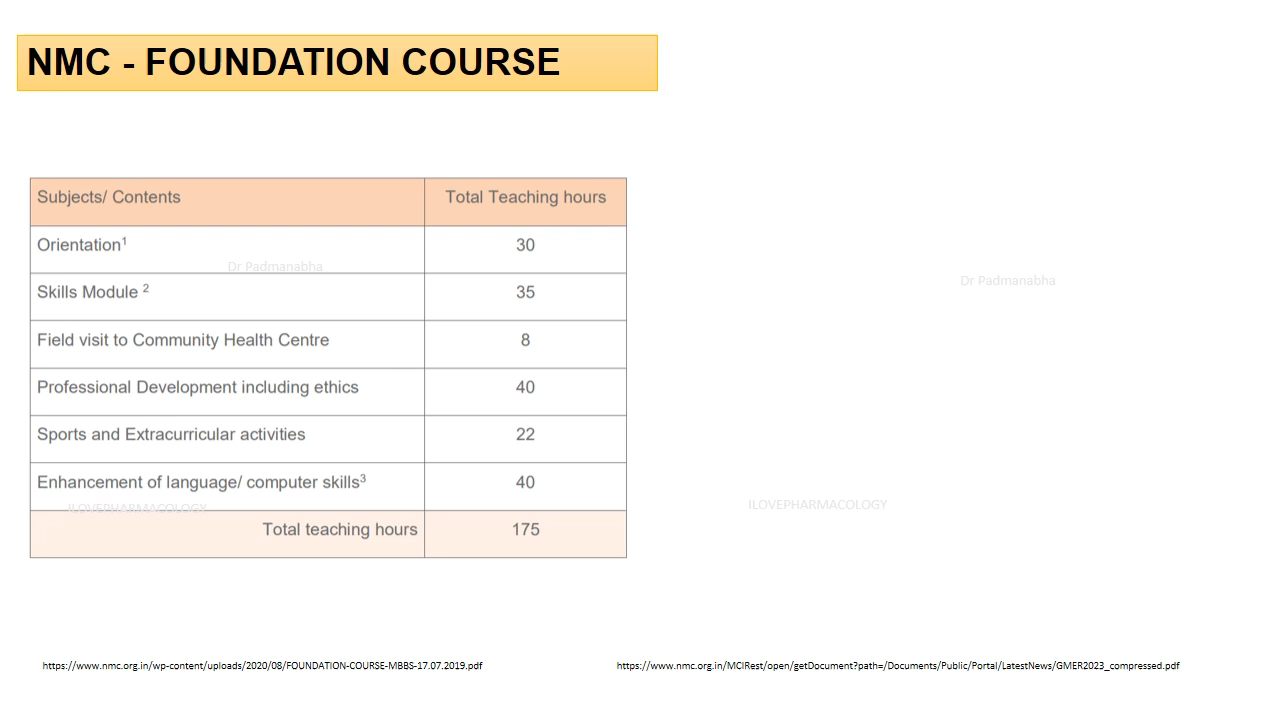 NMC - FOUNDATION COURSE
Subjects/ Contents Total Teaching hours
Orientation¹ 30
Dr Padmanabha
Dr Padmanabha
Skills Module ² 35
Field visit to Community Health Centre 8
Professional Development including ethics 40
Sports and Extracurricular activities 22
Enhancement of language/ computer skills³ 40
ILOVEPHARMACOLOGY
ILOVEPHARMACOLOGY
Total teaching hours 175
https://www.nmc.org.in/wp-content/uploads/2020/08/FOUNDATION-COURSE-MBBS-17.07.2019.pdf
https://www.nmc.org.in/MCIRest/open/getDocument?path=/Documents/Public/Portal/LatestNews/GMER2023_compressed.pdf